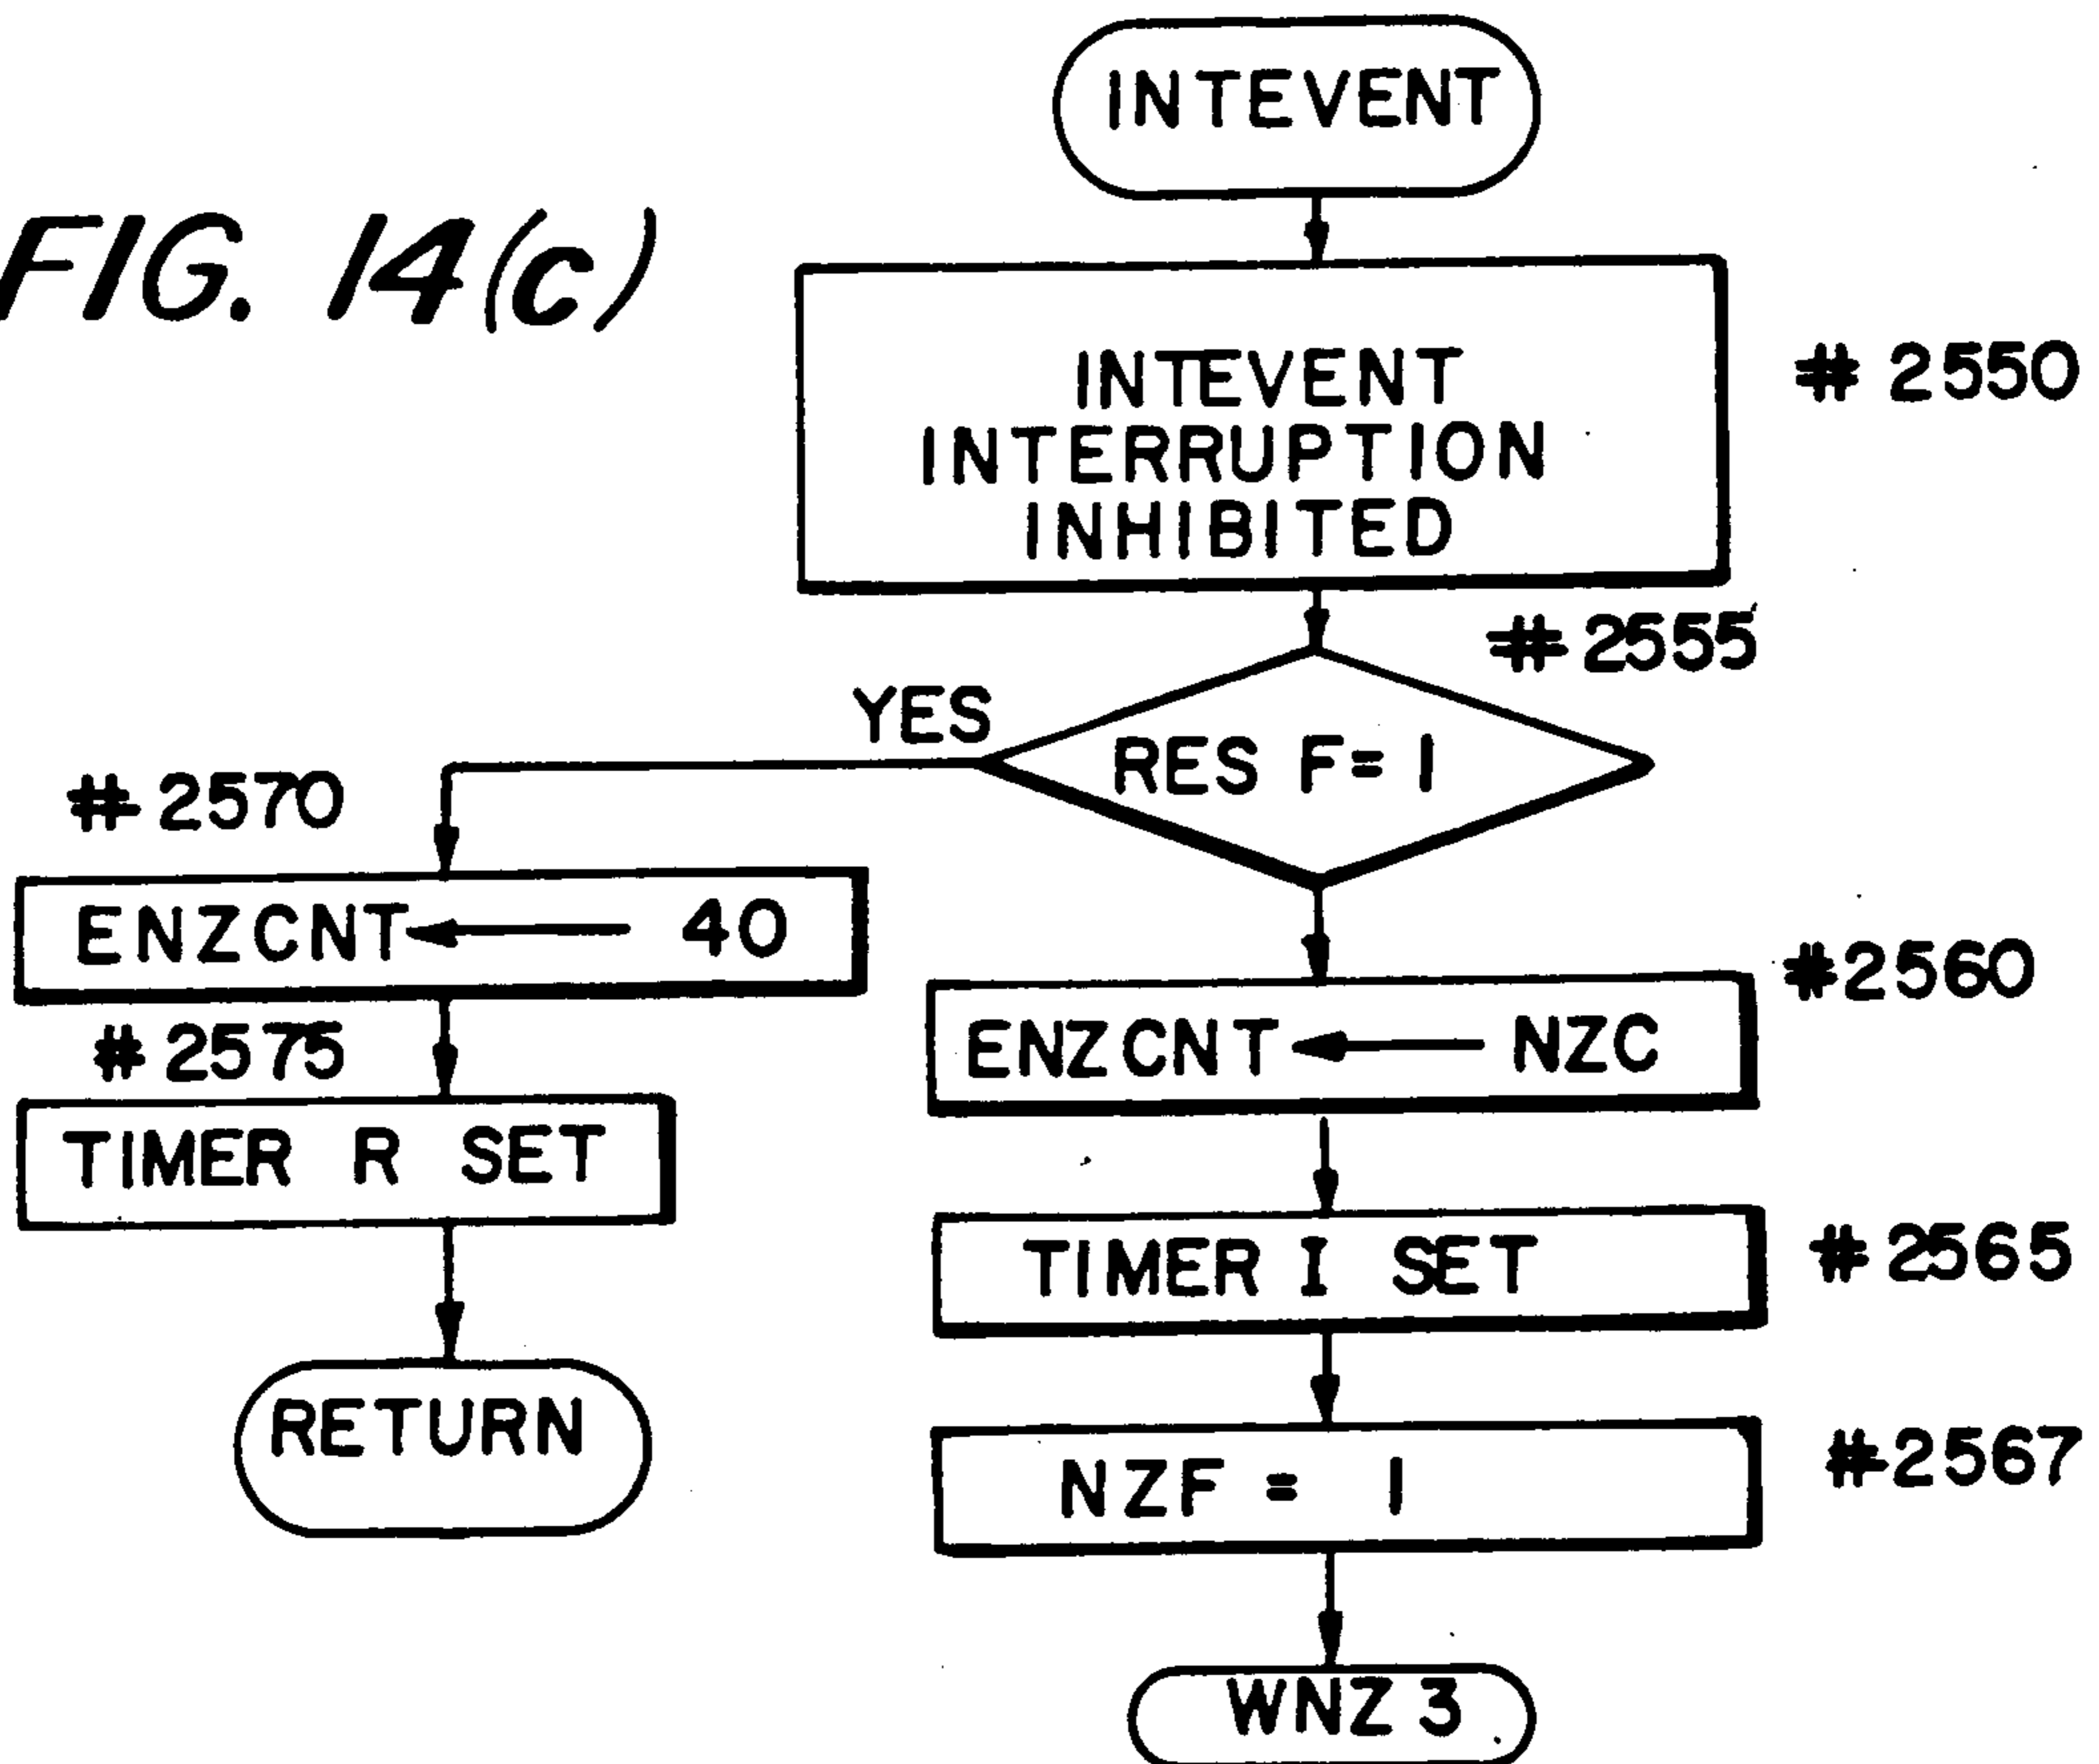 FIG. 14(c)
INTEVENT
INTEVENT
INTERRUPTION
INHIBITED
# 2550
# 2555
YES
RES F= 1
# 2570
ENZCNT ← 40
# 2575
TIMER R SET
RETURN
#2560
ENZCNT ← NZC
TIMER I SET
#2565
NZF = 1
#2567
WNZ 3